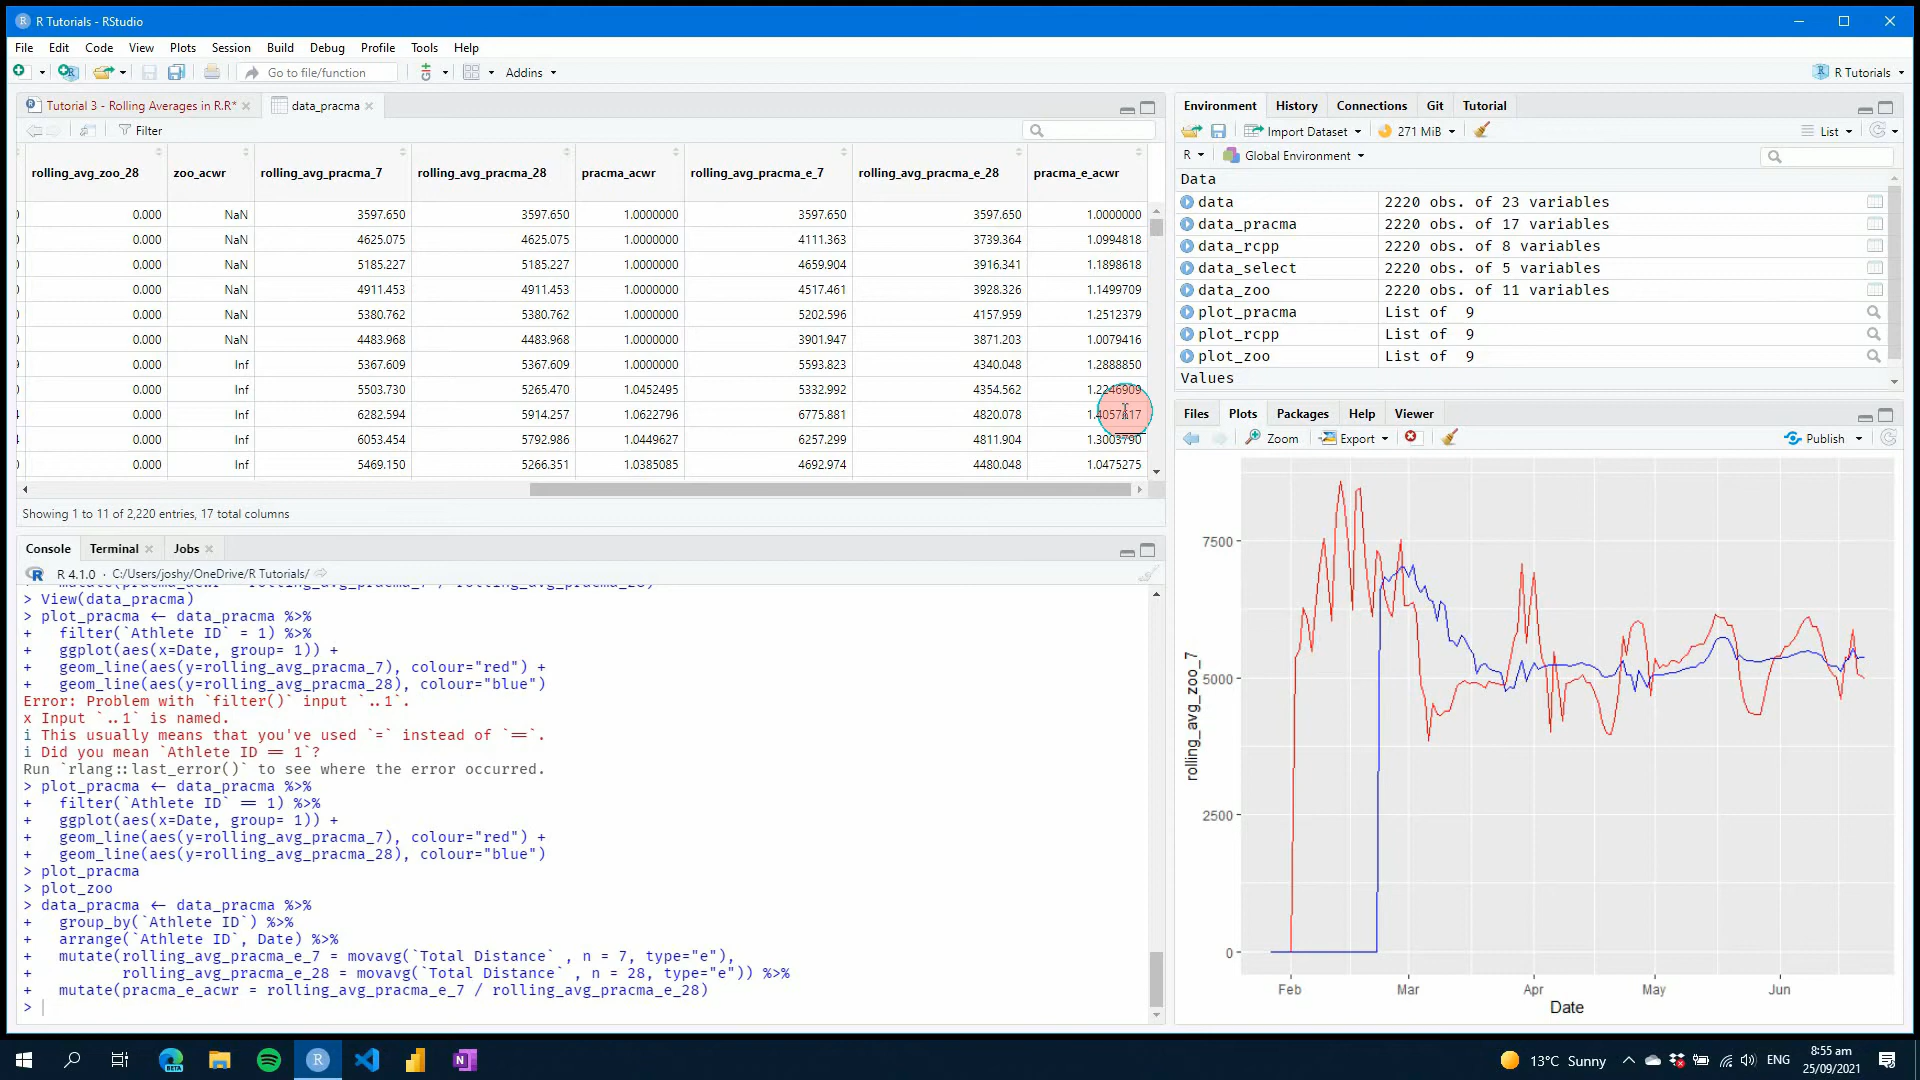 R Tutorials - RStudio
File Edit Code View Plots Session Build Debug Profile Tools Help
Go to file/function Addins R Tutorials
Tutorial 3 - Rolling Averages in R.R* data_pracma
Filter
rolling_avg_zoo_28 zoo_acwr rolling_avg_pracma_7 rolling_avg_pracma_28 pracma_acwr rolling_avg_pracma_e_7 rolling_avg_pracma_e_28 pracma_e_acwr
0.000 NaN 3597.650 3597.650 1.0000000 3597.650 3597.650 1.0000000
0.000 NaN 4625.075 4625.075 1.0000000 4111.363 3739.364 1.0994818
0.000 NaN 5185.227 5185.227 1.0000000 4659.904 3916.341 1.1898618
0.000 NaN 4911.453 4911.453 1.0000000 4517.461 3928.326 1.1499709
0.000 NaN 5380.762 5380.762 1.0000000 5202.596 4157.959 1.2512379
0.000 NaN 4483.968 4483.968 1.0000000 3901.947 3871.203 1.0079416
0.000 Inf 5367.609 5367.609 1.0000000 5593.823 4340.048 1.2888850
0.000 Inf 5503.730 5265.470 1.0452495 5332.992 4354.562 1.2246909
0.000 Inf 6282.594 5914.257 1.0622796 6775.881 4820.078
0.000 Inf 6053.454 5792.986 1.0449627 6257.299 4811.904 1.3003790
0.000 Inf 5469.150 5266.351 1.0385085 4692.974 4480.048 1.0475275
Showing 1 to 11 of 2,220 entries, 17 total columns
Console Terminal Jobs
R 4.1.0 · C:/Users/joshy/OneDrive/R Tutorials/
mutate(pracma_acwr = rolling_avg_pracma_7 / rolling_avg_pracma_28)
> View(data_pracma)
> plot_pracma <- data_pracma %>%
+ filter(`Athlete ID` = 1) %>%
+ ggplot(aes(x=Date, group= 1)) +
+ geom_line(aes(y=rolling_avg_pracma_7), colour="red") +
+ geom_line(aes(y=rolling_avg_pracma_28), colour="blue")
Error: Problem with `filter()` input `..1`.
x Input `..1` is named.
i This usually means that you've used `=` instead of `==`.
i Did you mean `Athlete ID == 1`?
Run `rlang::last_error()` to see where the error occurred.
> plot_pracma <- data_pracma %>%
+ filter(`Athlete ID` == 1) %>%
+ ggplot(aes(x=Date, group= 1)) +
+ geom_line(aes(y=rolling_avg_pracma_7), colour="red") +
+ geom_line(aes(y=rolling_avg_pracma_28), colour="blue")
> plot_pracma
> plot_zoo
> data_pracma <- data_pracma %>%
+ group_by(`Athlete ID`) %>%
+ arrange(`Athlete ID`, Date) %>%
+ mutate(rolling_avg_pracma_e_7 = movavg(`Total Distance` , n = 7, type="e"),
+ rolling_avg_pracma_e_28 = movavg(`Total Distance` , n = 28, type="e")) %>%
+ mutate(pracma_e_acwr = rolling_avg_pracma_e_7 / rolling_avg_pracma_e_28)
>
Environment History Connections Git Tutorial
Import Dataset 271 MiB List
R Global Environment
Data
data 2220 obs. of 23 variables
data_pracma 2220 obs. of 17 variables
data_rcpp 2220 obs. of 8 variables
data_select 2220 obs. of 5 variables
data_zoo 2220 obs. of 11 variables
plot_pracma List of 9
plot_rcpp List of 9
plot_zoo List of 9
Values
Files Plots Packages Help Viewer
Zoom Export Publish
7500
5000
2500
0
rolling_avg_zoo_7
Feb Mar Apr May Jun
Date
BETA
13°C Sunny ENG
8:55 am
25/09/2021